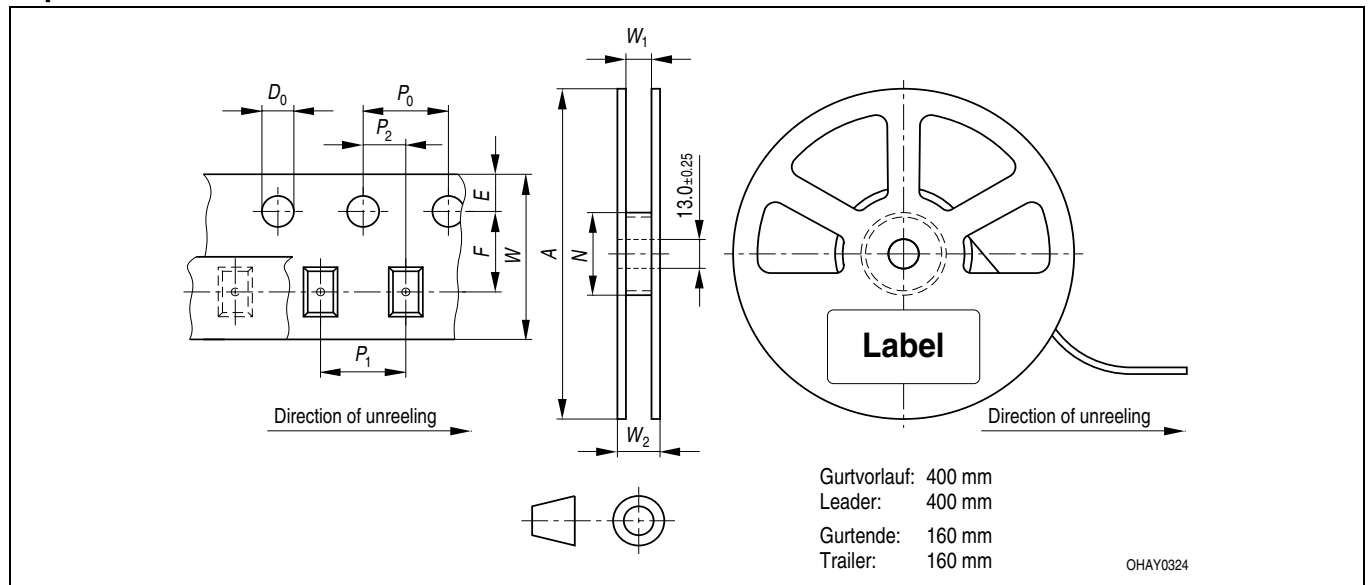 W₁
D₀
P₀
P₂
E
F
W
A
N
13.0±0.25
Label
P₁
Direction of unreeling
W₂
Direction of unreeling
Gurtvorlauf: 400 mm
Leader: 400 mm
Gurtende: 160 mm
Trailer: 160 mm
OHAY0324